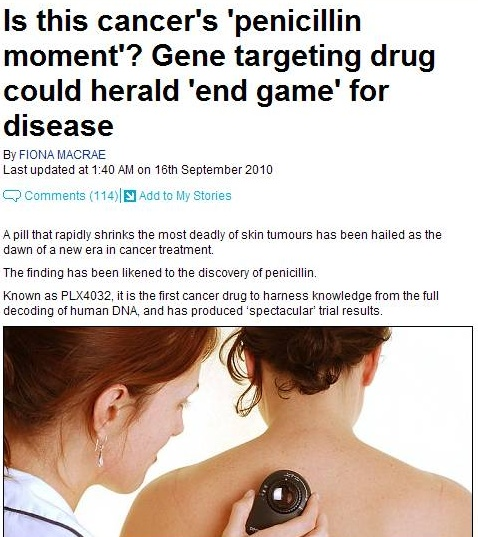 Is this cancer's 'penicillin
moment'? Gene targeting drug
could herald 'end game' for
disease
By FIONA MACRAE
Last updated at 1:40 AM on 16th September 2010
Comments (114) Add to My Stories
A pill that rapidly shrinks the most deadly of skin tumours has been hailed as the
dawn of a new era in cancer treatment.
The finding has been likened to the discovery of penicillin.
Known as PLX4032, it is the first cancer drug to harness knowledge from the full
decoding of human DNA, and has produced 'spectacular' trial results.